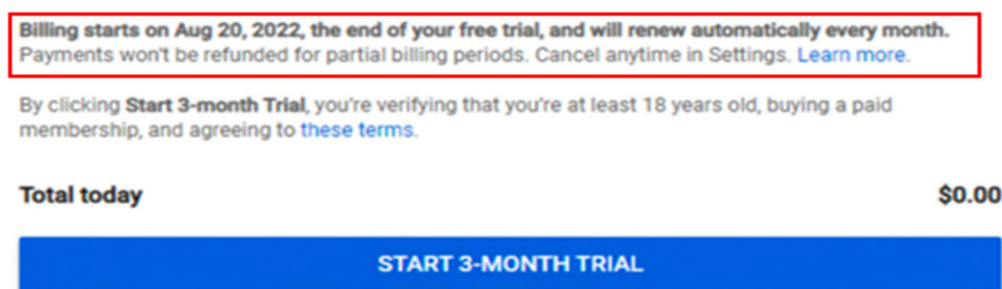 Billing starts on Aug 20, 2022, the end of your free trial, and will renew automatically every month.
Payments won't be refunded for partial billing periods. Cancel anytime in Settings. Learn more.
By clicking Start 3-month Trial, you're verifying that you're at least 18 years old, buying a paid
membership, and agreeing to these terms.
Total today $0.00
START 3-MONTH TRIAL